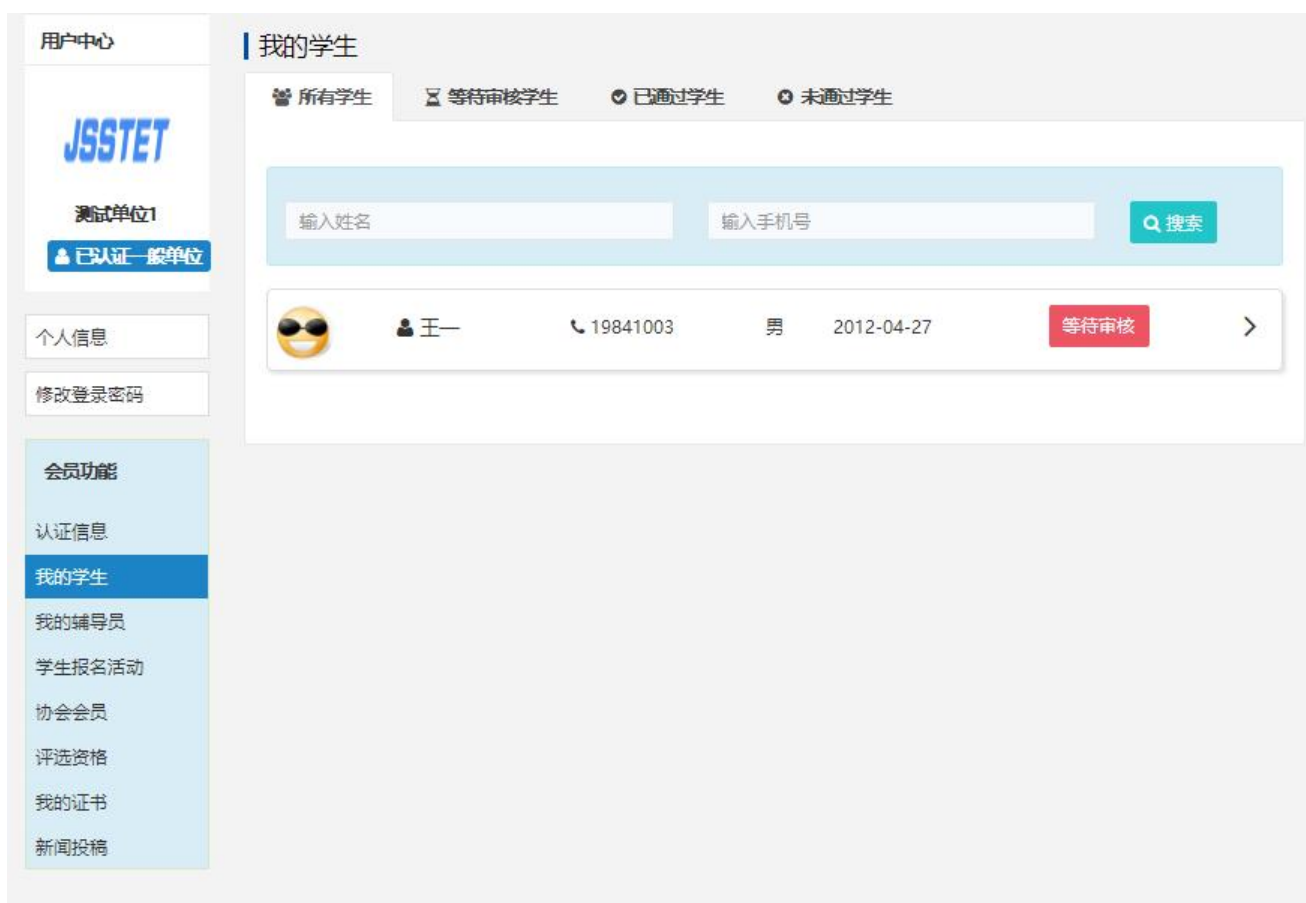 用户中心
JSSTET
测试单位1
已认证一般单位
个人信息
修改登录密码
会员功能
认证信息
我的学生
我的辅导员
学生报名活动
协会会员
评选资格
我的证书
新闻投稿
我的学生
所有学生 等待审核学生 已通过学生 未通过学生
输入姓名 输入手机号 搜索
王一 19841003 男 2012-04-27 等待审核